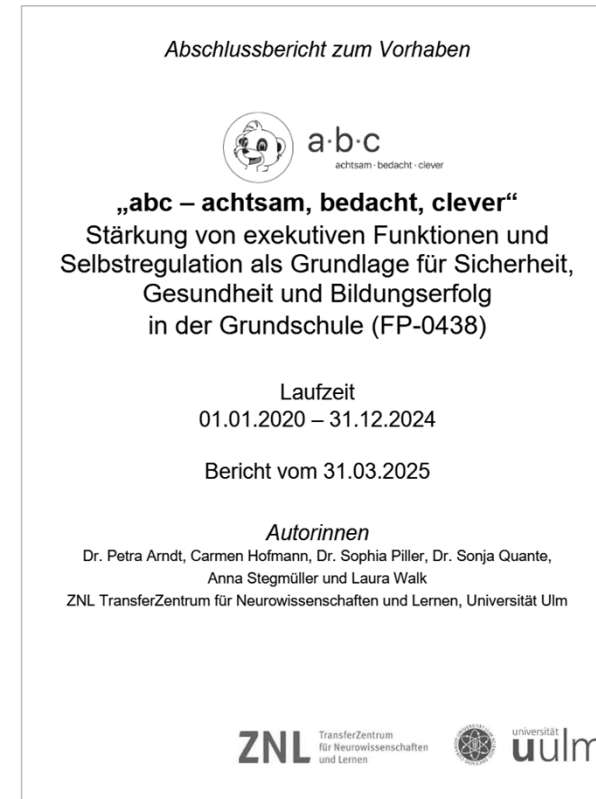 Abschlussbericht zum Vorhaben
a·b·c
achtsam · bedacht · clever
„abc – achtsam, bedacht, clever“
Stärkung von exekutiven Funktionen und
Selbstregulation als Grundlage für Sicherheit,
Gesundheit und Bildungserfolg
in der Grundschule (FP-0438)
Laufzeit
01.01.2020 – 31.12.2024
Bericht vom 31.03.2025
Autorinnen
Dr. Petra Arndt, Carmen Hofmann, Dr. Sophia Piller, Dr. Sonja Quante,
Anna Stegmüller und Laura Walk
ZNL TransferZentrum für Neurowissenschaften und Lernen, Universität Ulm
ZNL TransferZentrum
für Neurowissenschaften
und Lernen
universität
uulm